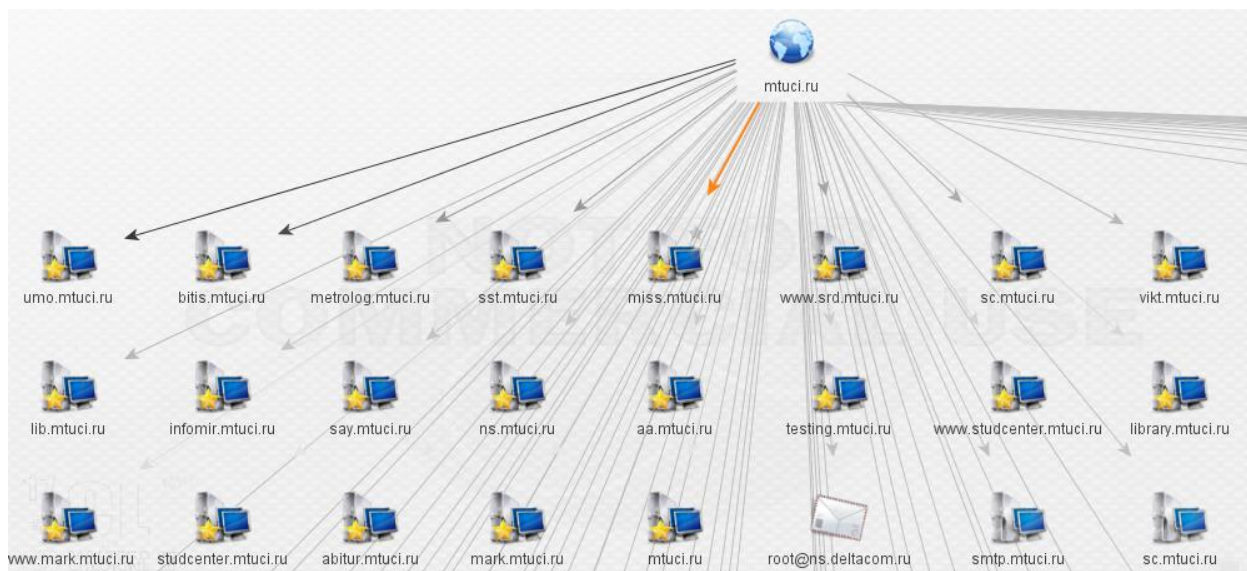 mtuci.ru
umo.mtuci.ru bitis.mtuci.ru metrolog.mtuci.ru sst.mtuci.ru miss.mtuci.ru www.srd.mtuci.ru sc.mtuci.ru vikt.mtuci.ru
NOT FOR
COMMERCIAL USE
lib.mtuci.ru infomir.mtuci.ru say.mtuci.ru ns.mtuci.ru aa.mtuci.ru testing.mtuci.ru www.studcenter.mtuci.ru library.mtuci.ru
www.mark.mtuci.ru studcenter.mtuci.ru abitur.mtuci.ru mark.mtuci.ru mtuci.ru root@ns.deltacom.ru smtp.mtuci.ru sc.mtuci.ru